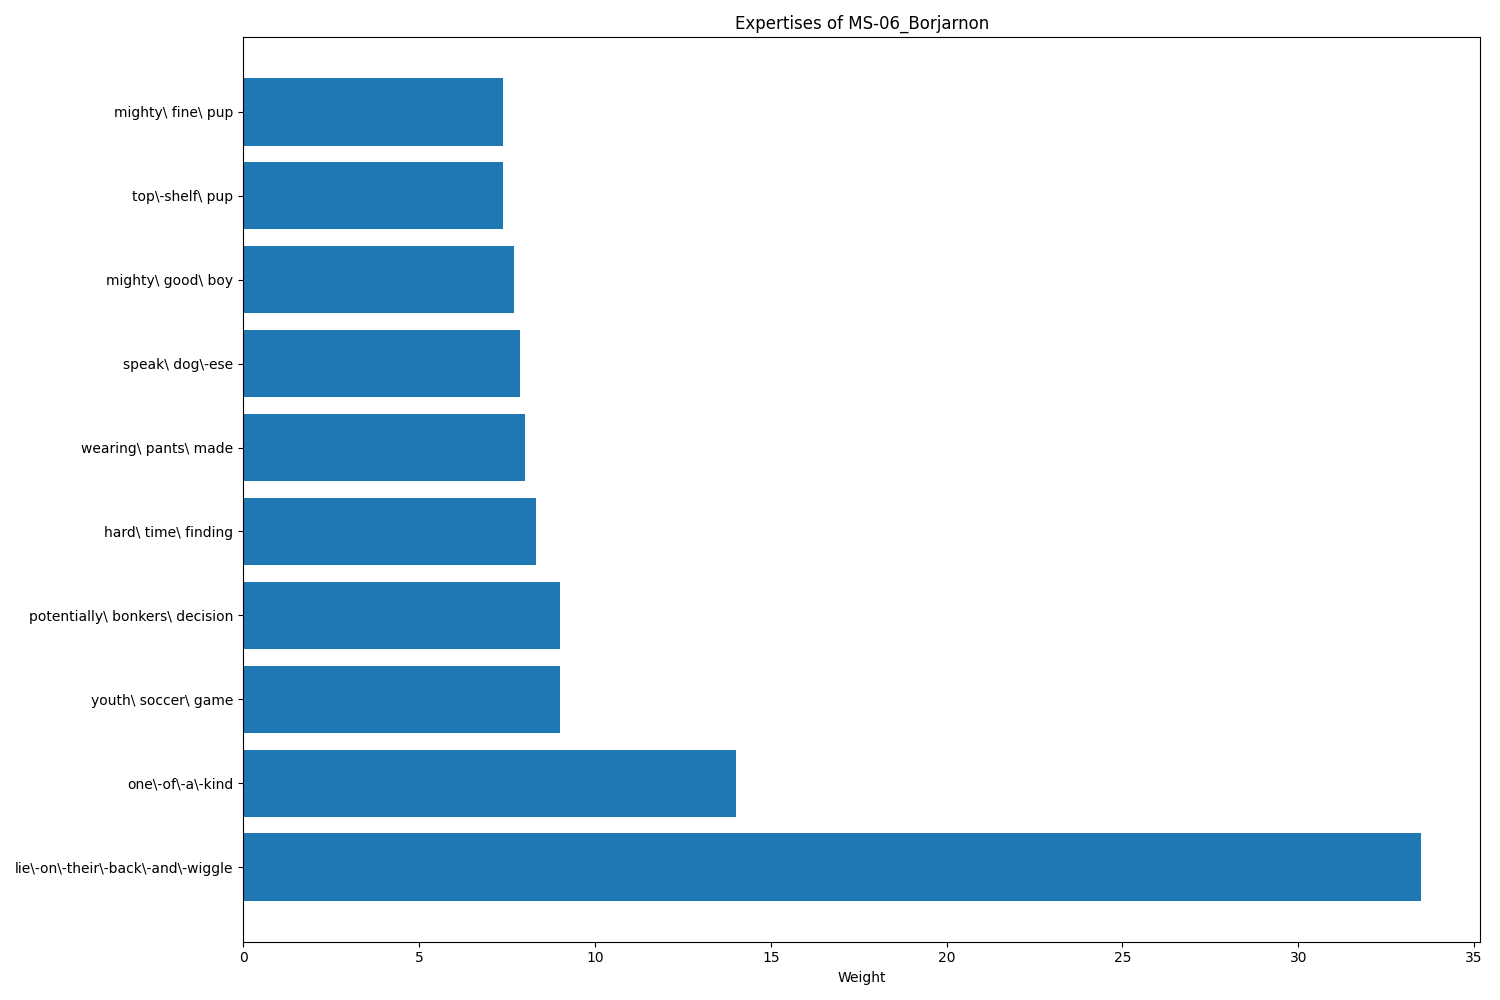 Expertises of MS-06_Borjarnon
mighty\ fine\ pup
top\-shelf\ pup
mighty\ good\ boy
speak\ dog\-ese
wearing\ pants\ made
hard\ time\ finding
potentially\ bonkers\ decision
youth\ soccer\ game
one\-of\-a\-kind
lie\-on\-their\-back\-and\-wiggle
0 5 10 15 20 25 30 35
Weight